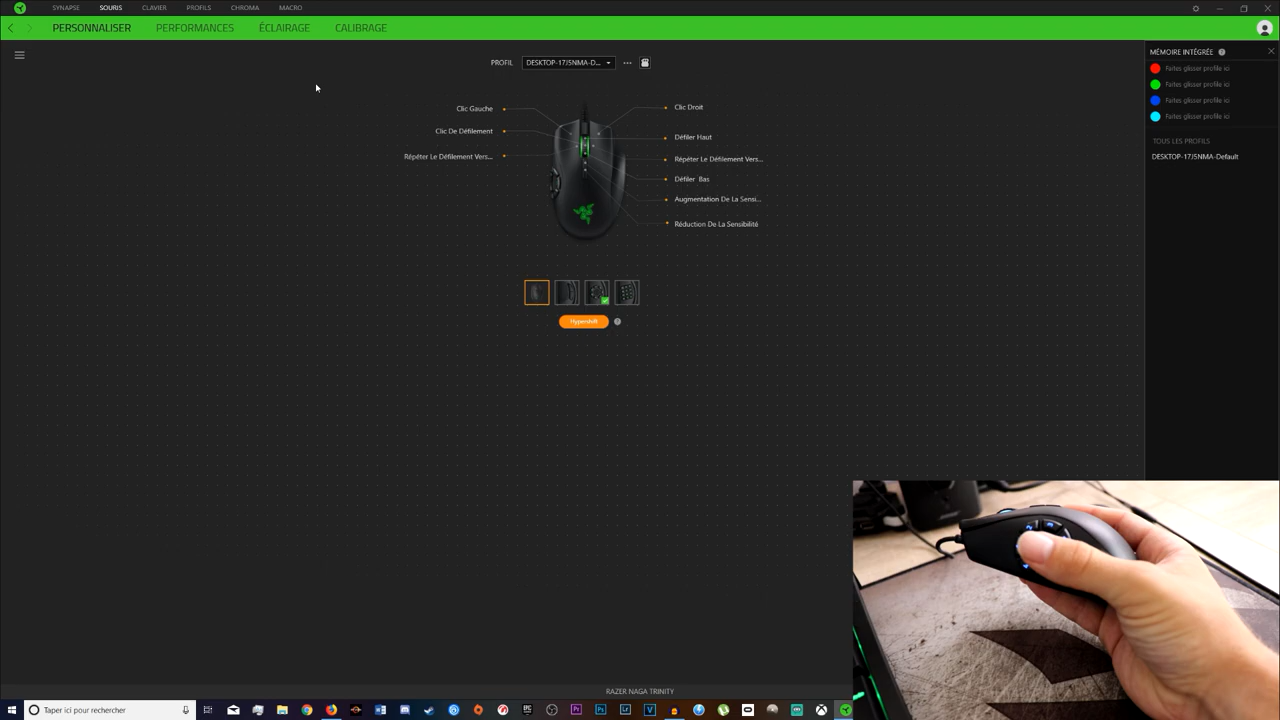 SYNAPSE SOURIS CLAVIER PROFILS CHROMA MACRO
PERSONNALISER PERFORMANCES ÉCLAIRAGE CALIBRAGE
PROFIL DESKTOP-17J5NMA-D...
Clic Gauche
Clic De Défilement
Répéter Le Défilement Vers...
Clic Droit
Défiler Haut
Répéter Le Défilement Vers...
Défiler Bas
Augmentation De La Sensi...
Réduction De La Sensibilité
Hypershift
MÉMOIRE INTÉGRÉE
Faites glisser profile ici
Faites glisser profile ici
Faites glisser profile ici
Faites glisser profile ici
TOUS LES PROFILS
DESKTOP-17J5NMA-Default
RAZER NAGA TRINITY
Taper ici pour rechercher